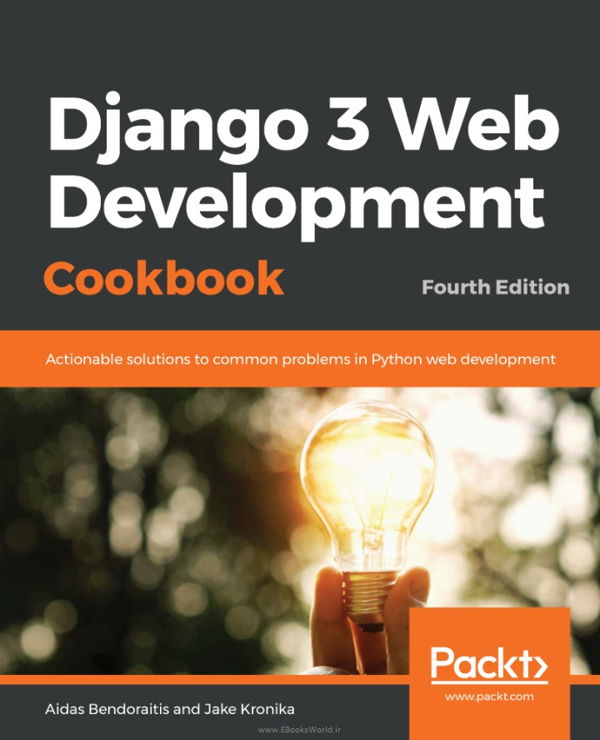 Django 3 Web
Development
Cookbook
Fourth Edition
Actionable solutions to common problems in Python web development
Packt>
www.packt.com
Aidas Bendoraitis and Jake Kronika
www.EBooksWorld.ir